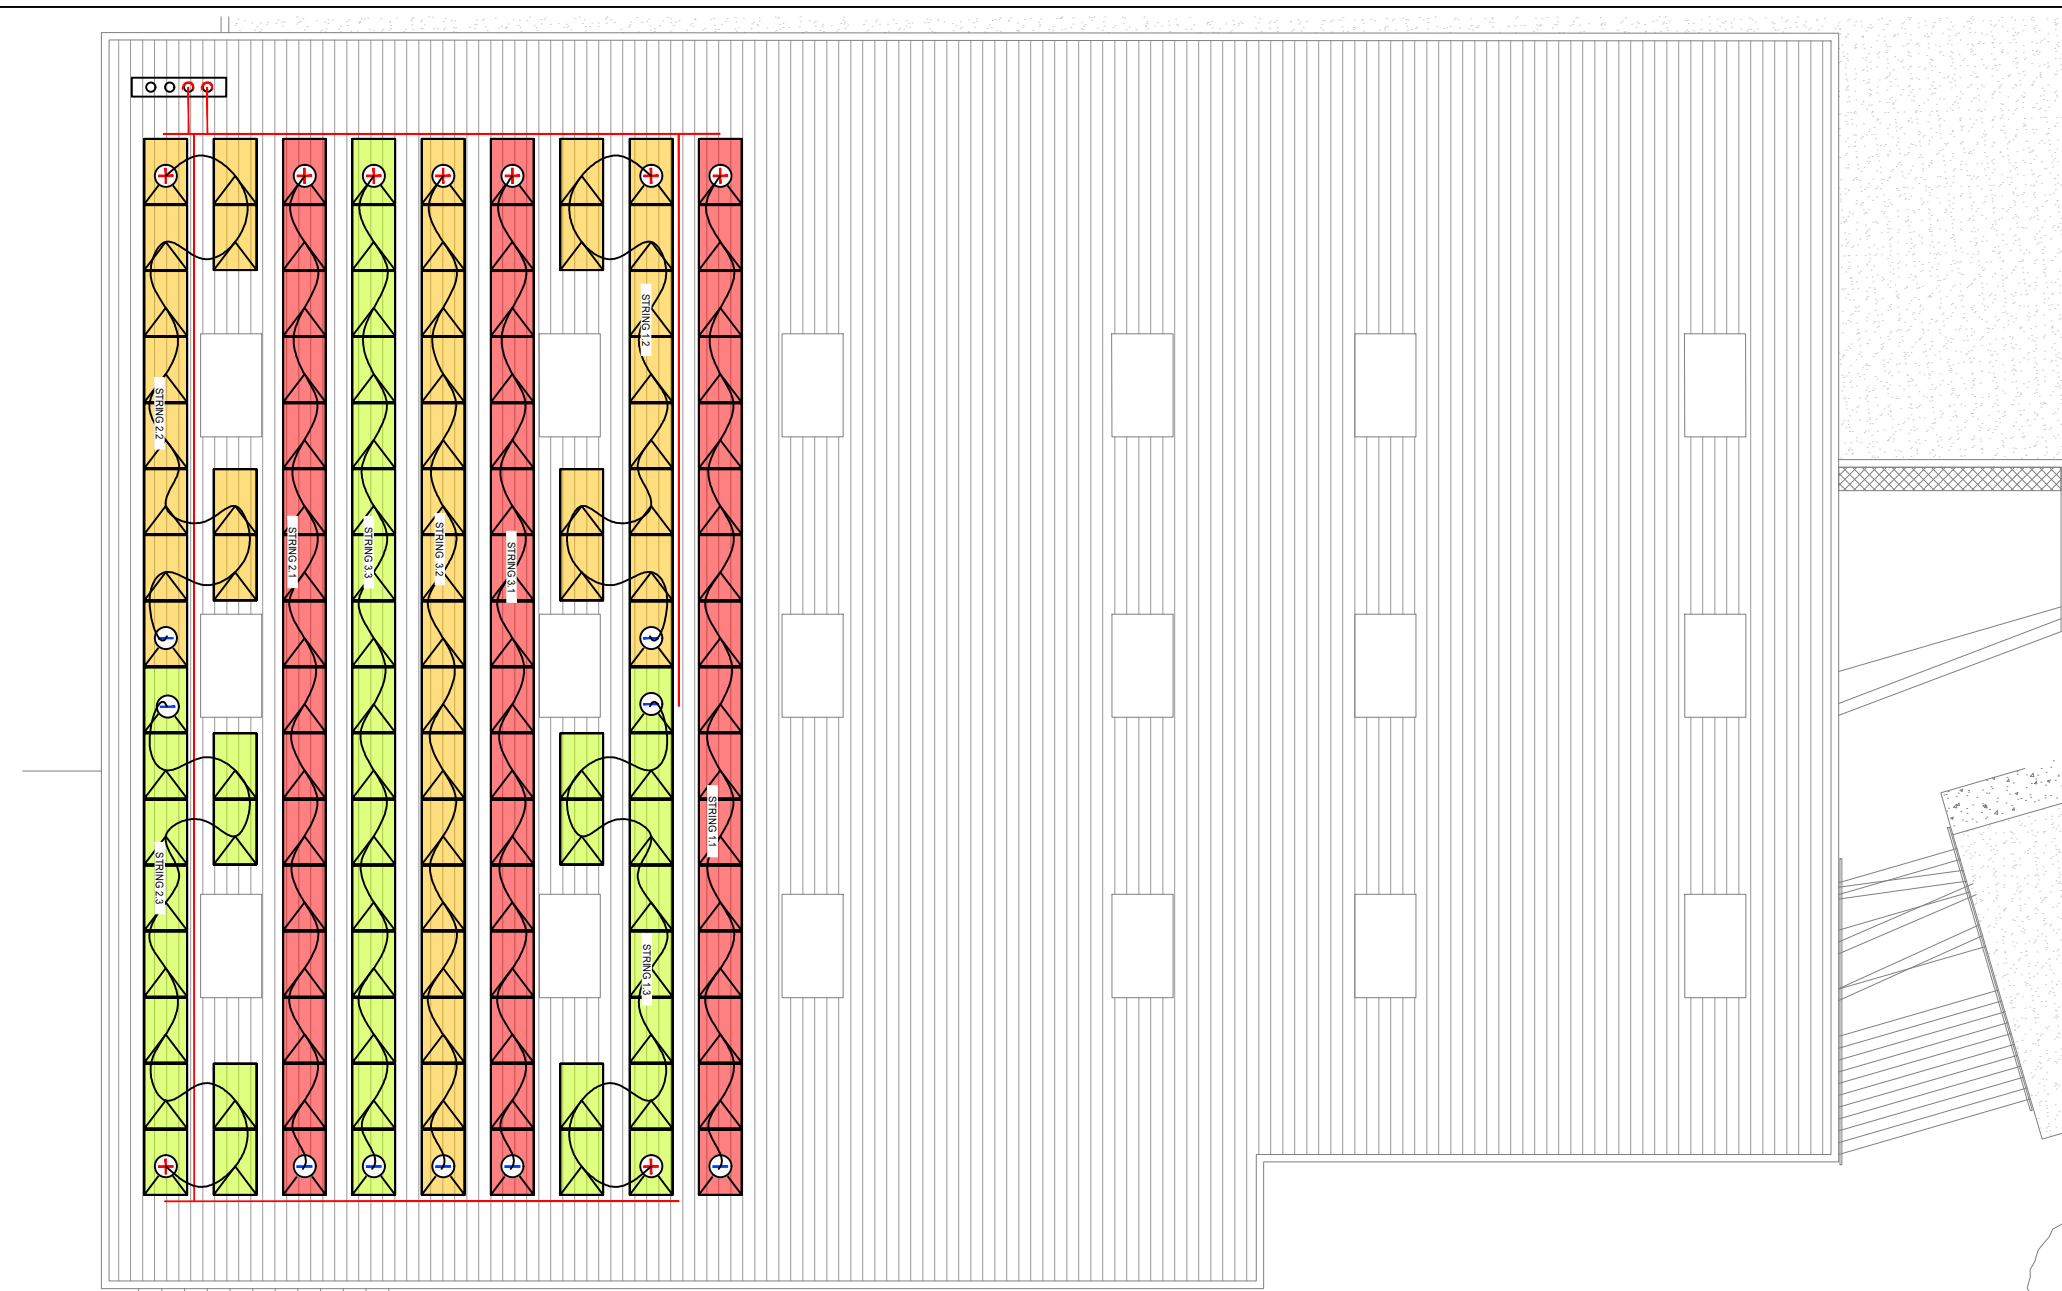 STRING 2.2
STRING 2.3
STRING 2.1
STRING 3.3
STRING 3.2
STRING 3.1
STRING 1.2
STRING 1.3
STRING 1.1